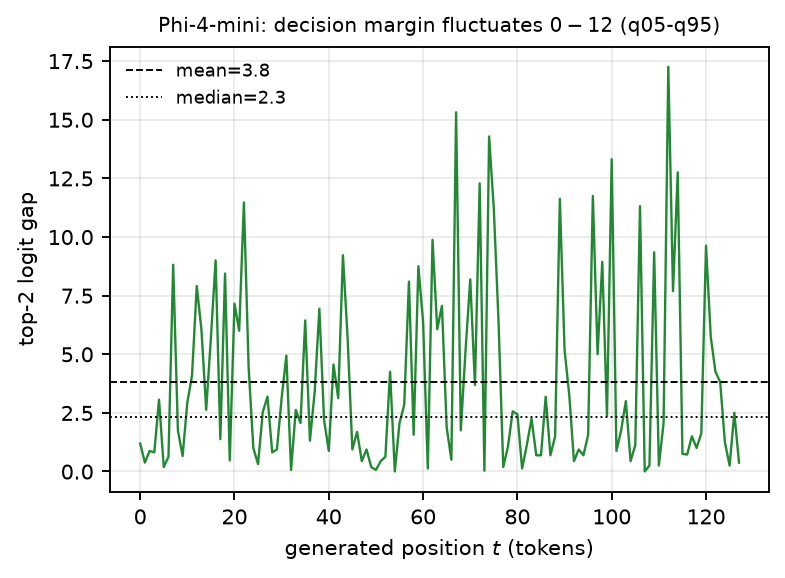 Phi-4-mini: decision margin fluctuates 0 − 12 (q05-q95)
mean=3.8
median=2.3
top-2 logit gap
17.5
15.0
12.5
10.0
7.5
5.0
2.5
0.0
0 20 40 60 80 100 120
generated position t (tokens)